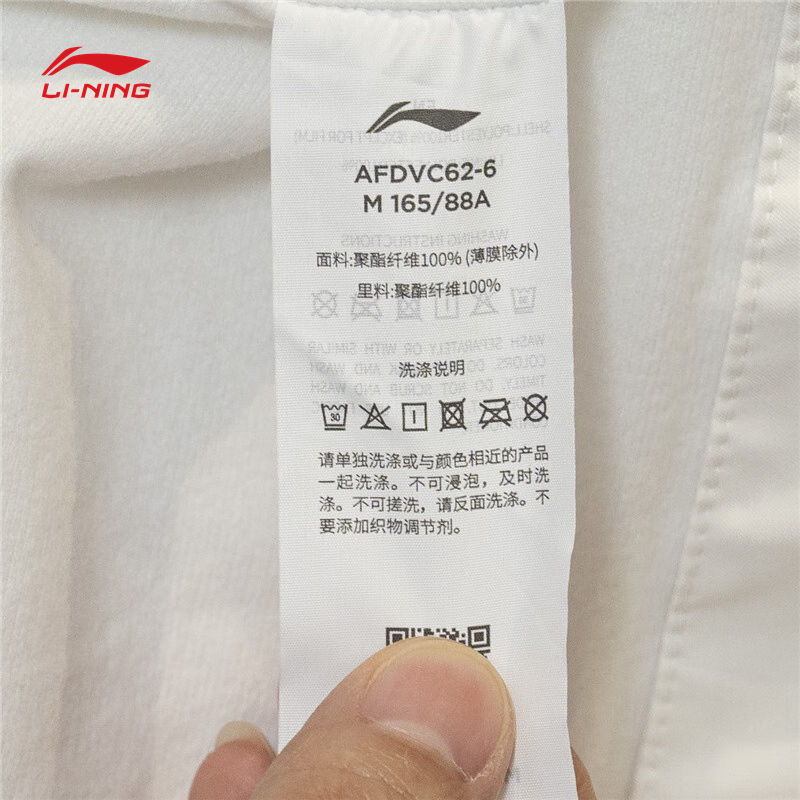 LI-NING
AFDVC62-6
M 165/88A
面料:聚酯纤维100% (薄膜除外)
里料:聚酯纤维100%
洗涤说明
30
请单独洗涤或与颜色相近的产品
一起洗涤。不可浸泡,及时洗
涤。不可搓洗,请反面洗涤。不
要添加织物调节剂。